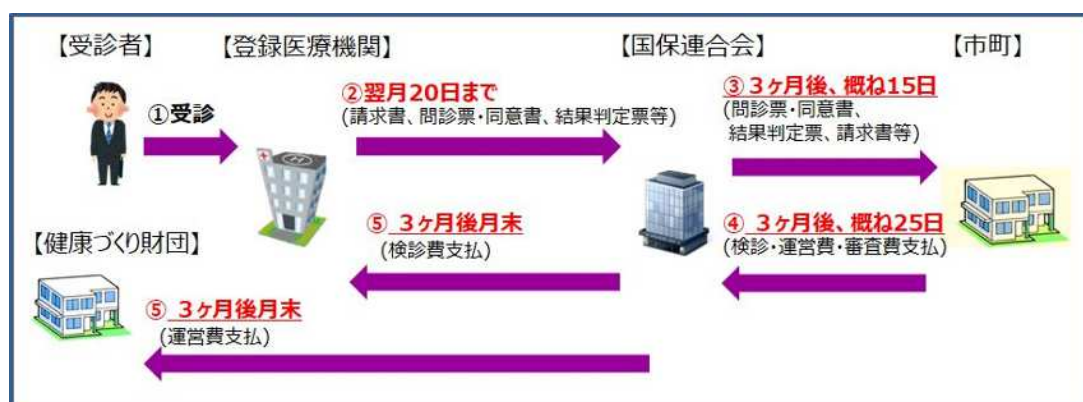 【受診者】
【登録医療機関】
【国保連合会】
【市町】
①受診
②翌月20日まで
(請求書、問診票・同意書、結果判定票等)
③３ヶ月後、概ね15日
(問診票・同意書、
結果判定票、請求書等)
④ ３ヶ月後、概ね25日
(検診・運営費・審査費支払)
⑤ ３ヶ月後月末
(検診費支払)
【健康づくり財団】
⑤ ３ヶ月後月末
(運営費支払)